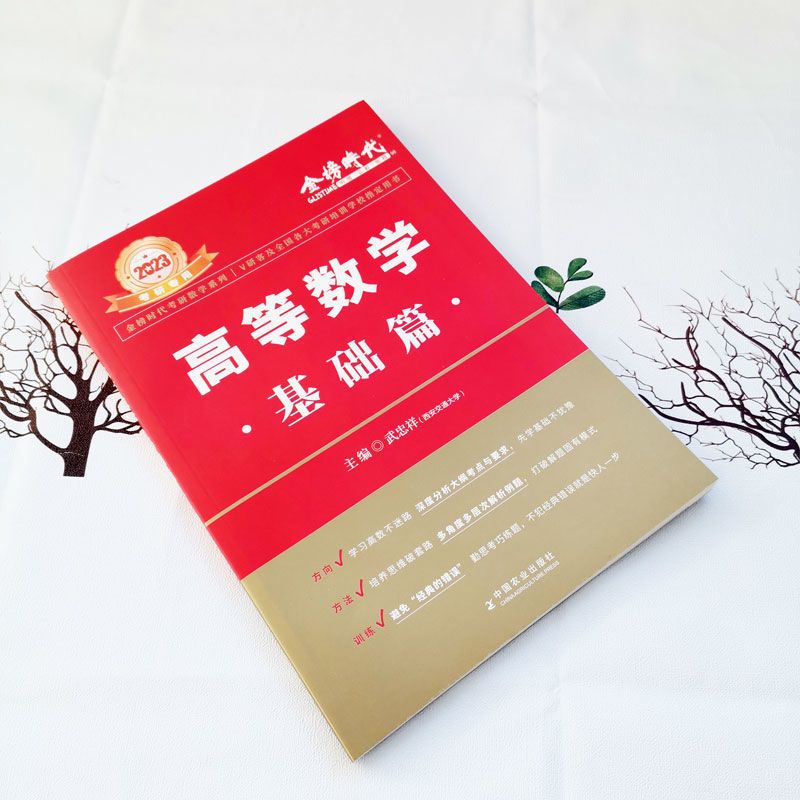 金榜時代
GLISTIME
2023
考研专用
金榜时代考研数学系列｜V研客及全国各大考研培训学校指定用书
高等数学
·基础篇·
主编◎武忠祥(西安交通大学)
方向✓学习高数不迷路 深度分析大纲考点与要求，先学基础不犹豫
方法✓培养思维破套路 多角度多层次解析例题，打破解题固有模式
训练✓避免“经典的错误” 勤思考巧练题，不犯经典错误就是快人一步
中国农业出版社
CHINA AGRICULTURE PRESS